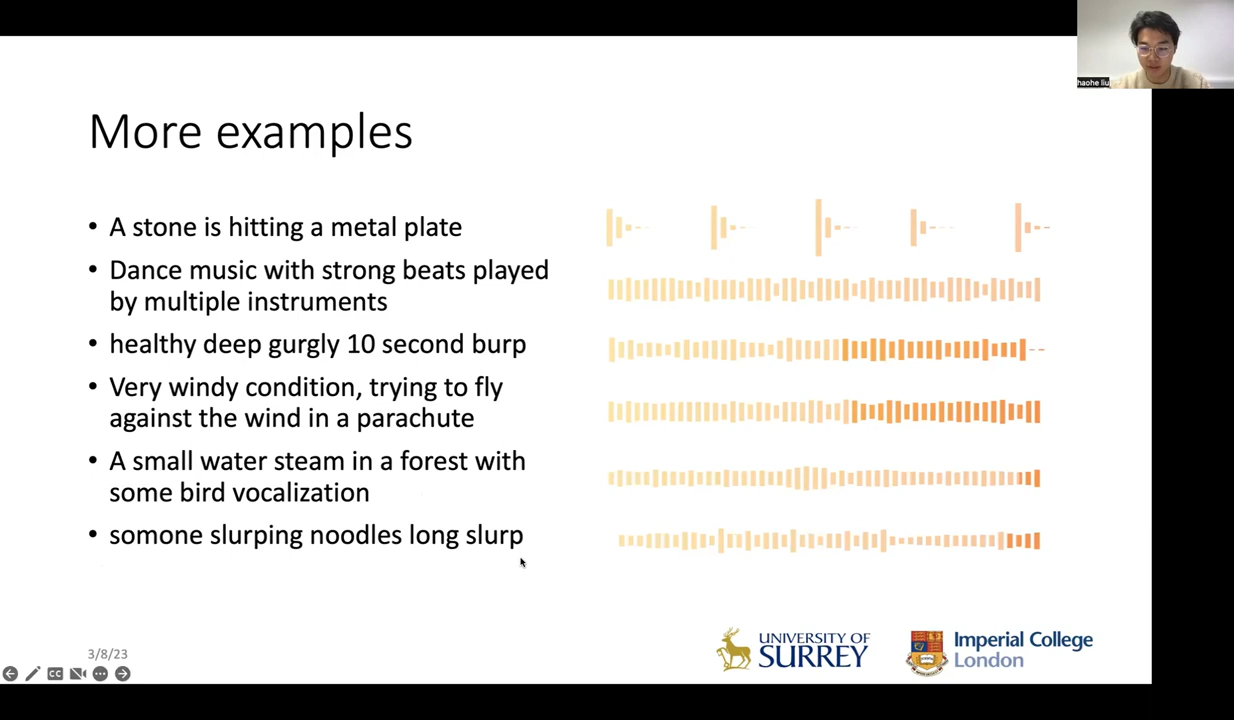 haohe liu
More examples
• A stone is hitting a metal plate
• Dance music with strong beats played
by multiple instruments
• healthy deep gurgly 10 second burp
• Very windy condition, trying to fly
against the wind in a parachute
• A small water steam in a forest with
some bird vocalization
• somone slurping noodles long slurp
3/8/23
CC
UNIVERSITY OF
SURREY
Imperial College
London